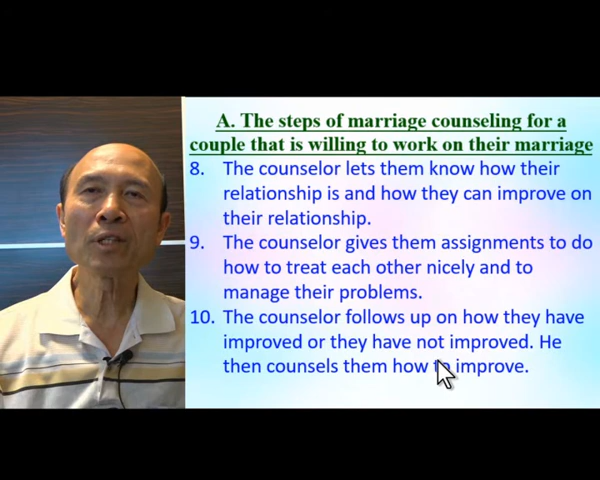 A. The steps of marriage counseling for a
couple that is willing to work on their marriage
8. The counselor lets them know how their
relationship is and how they can improve on
their relationship.
9. The counselor gives them assignments to do
how to treat each other nicely and to
manage their problems.
10. The counselor follows up on how they have
improved or they have not improved. He
then counsels them how to improve.